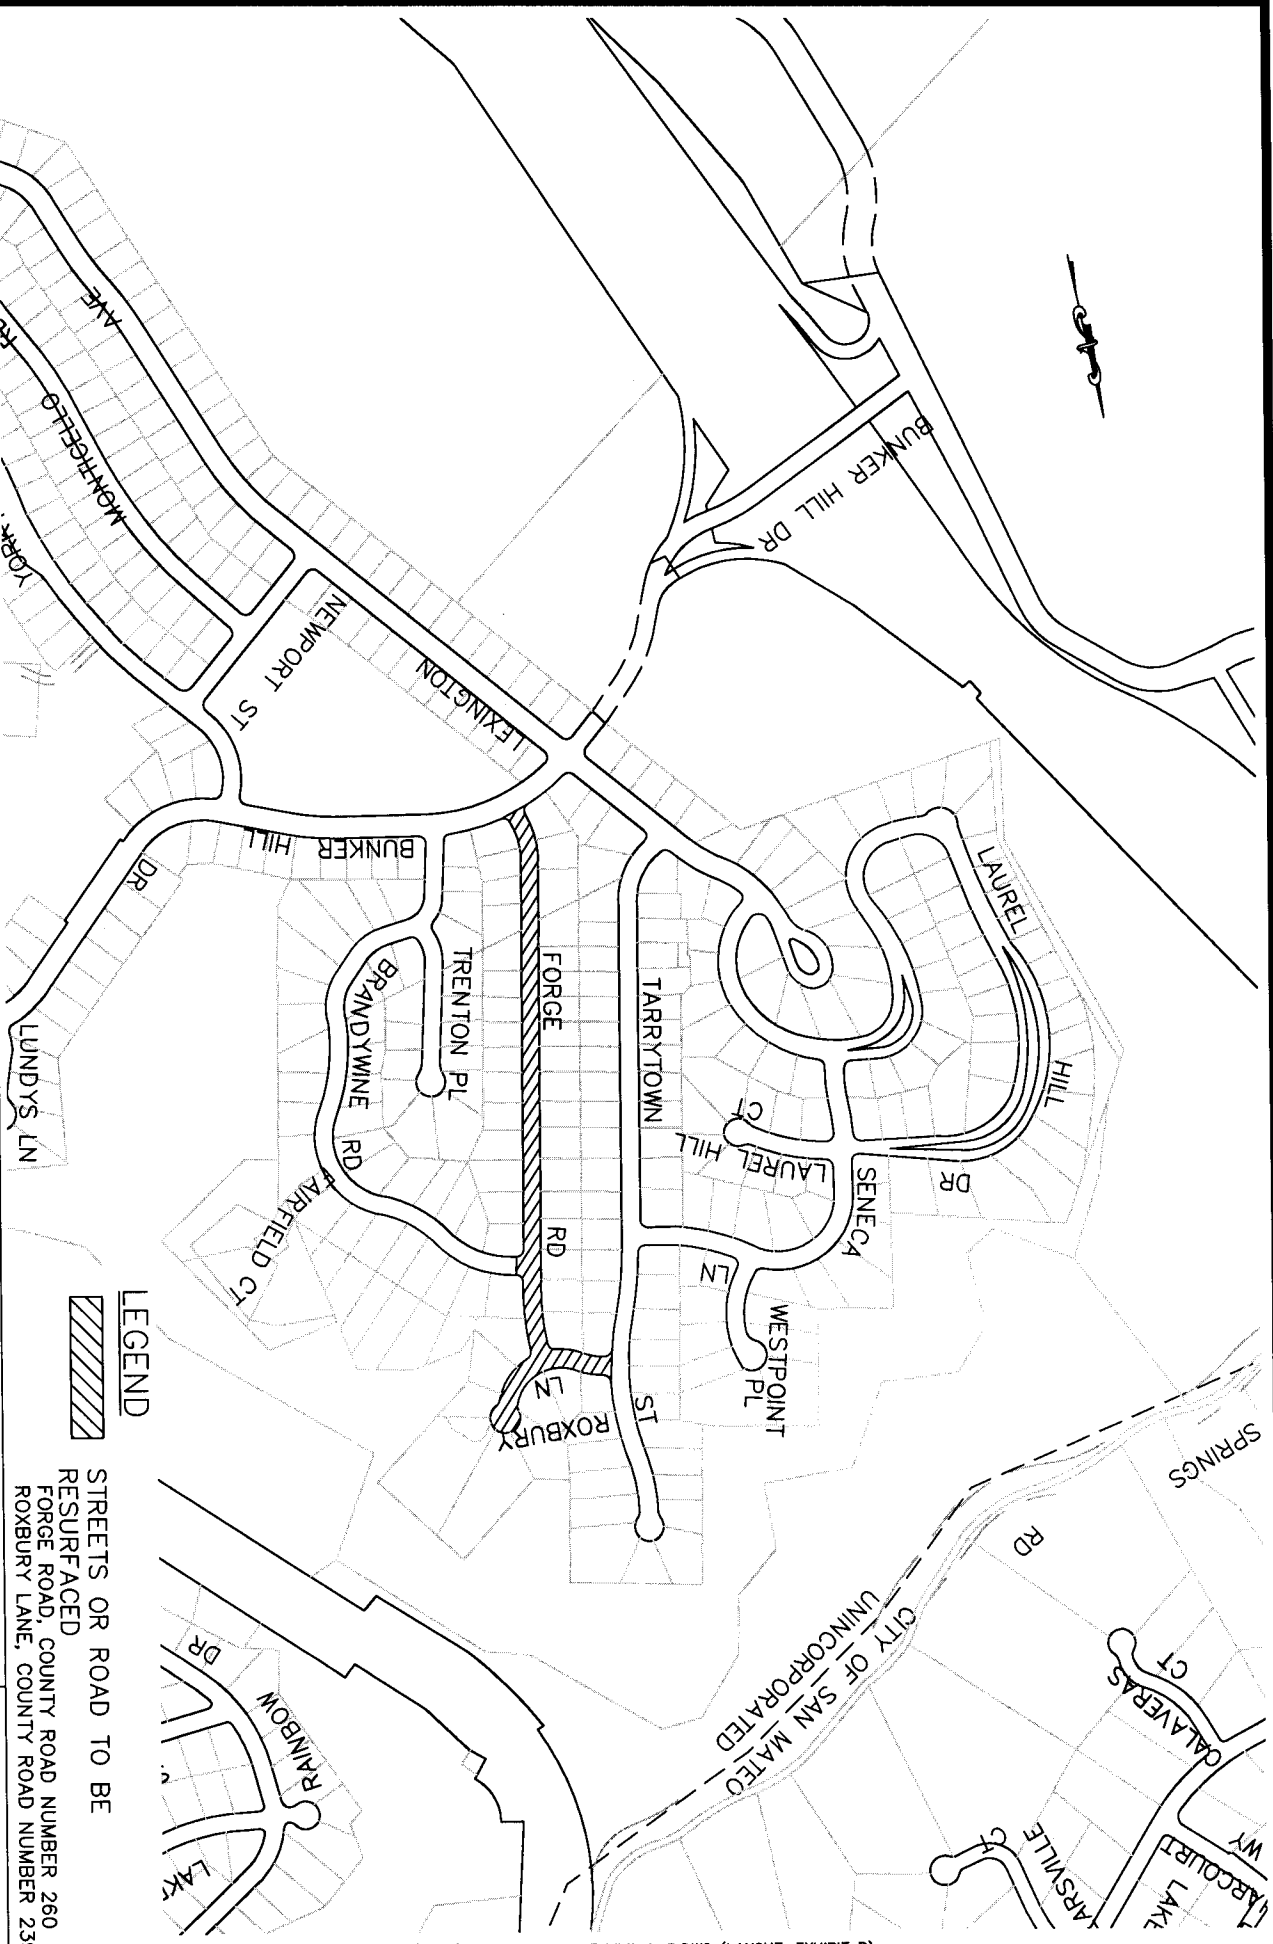 BUNKER HILL DR
AVE
MONTICELLO
NEWPORT ST
LEXINGTON
BUNKER HILL
DR
LUNDYS LN
TRENTON PL
BRANDYWINE
RD
FAIRFIELD CT
FORGE
RD
TARRYTOWN
ST
LAUREL
HILL
DR
LAUREL HILL
CT
SENECA
LN
WESTPOINT
PL
ROXBURY
LN
SPRINGS
RD
CITY OF SAN MATEO
UNINCORPORATED
CALAVERAS
CT
CT
WY
RAINBOW
DR
LEGEND
STREETS OR ROAD TO BE
RESURFACED
FORGE ROAD, COUNTY ROAD NUMBER 260
ROXBURY LANE, COUNTY ROAD NUMBER